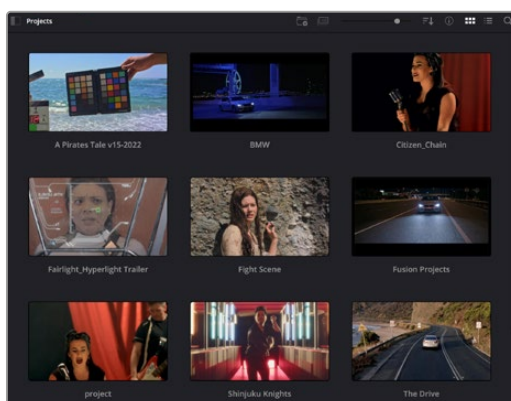 Projects
A Pirates Tale v15-2022
BMW
Citizen_Chain
Fairlight_Hyperlight Trailer
Fight Scene
Fusion Projects
project
Shinjuku Knights
The Drive